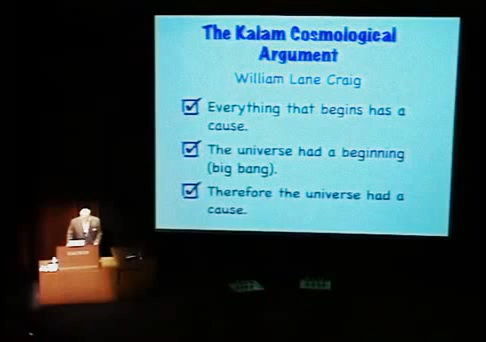 The Kalam Cosmological
Argument
William Lane Craig
Everything that begins has a
cause.
The universe had a beginning
(big bang).
Therefore the universe had a
cause.